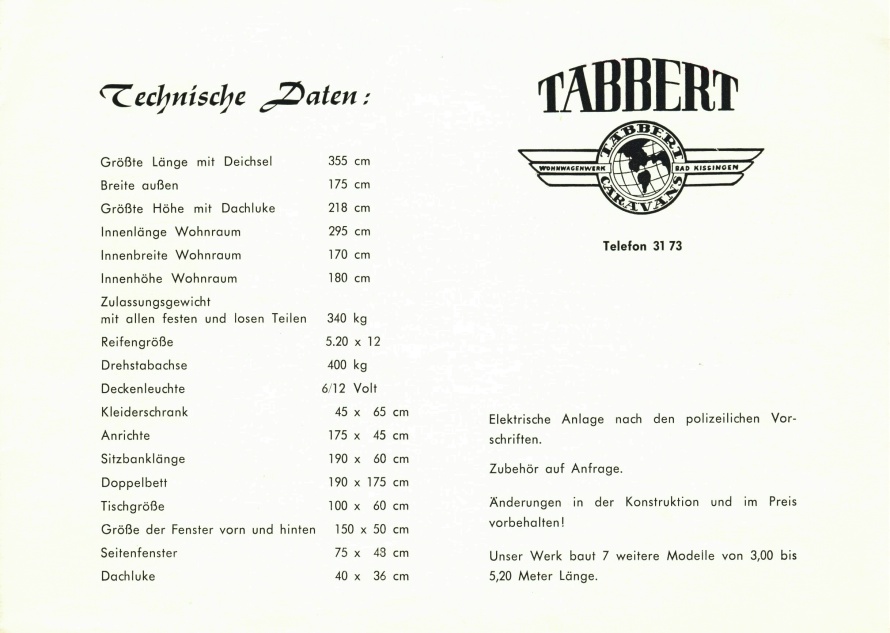 Technische Daten:
Größte Länge mit Deichsel 355 cm
Breite außen 175 cm
Größte Höhe mit Dachluke 218 cm
Innenlänge Wohnraum 295 cm
Innenbreite Wohnraum 170 cm
Innenhöhe Wohnraum 180 cm
Zulassungsgewicht
mit allen festen und losen Teilen 340 kg
Reifengröße 5.20 x 12
Drehstabachse 400 kg
Deckenleuchte 6/12 Volt
Kleiderschrank 45 x 65 cm
Anrichte 175 x 45 cm
Sitzbanklänge 190 x 60 cm
Doppelbett 190 x 175 cm
Tischgröße 100 x 60 cm
Größe der Fenster vorn und hinten 150 x 50 cm
Seitenfenster 75 x 48 cm
Dachluke 40 x 36 cm
TABBERT
TABBERT
WOHNWAGENWERK BAD KISSINGEN
CARAVANS
Telefon 31 73
Elektrische Anlage nach den polizeilichen Vor-
schriften.
Zubehör auf Anfrage.
Änderungen in der Konstruktion und im Preis
vorbehalten!
Unser Werk baut 7 weitere Modelle von 3,00 bis
5,20 Meter Länge.